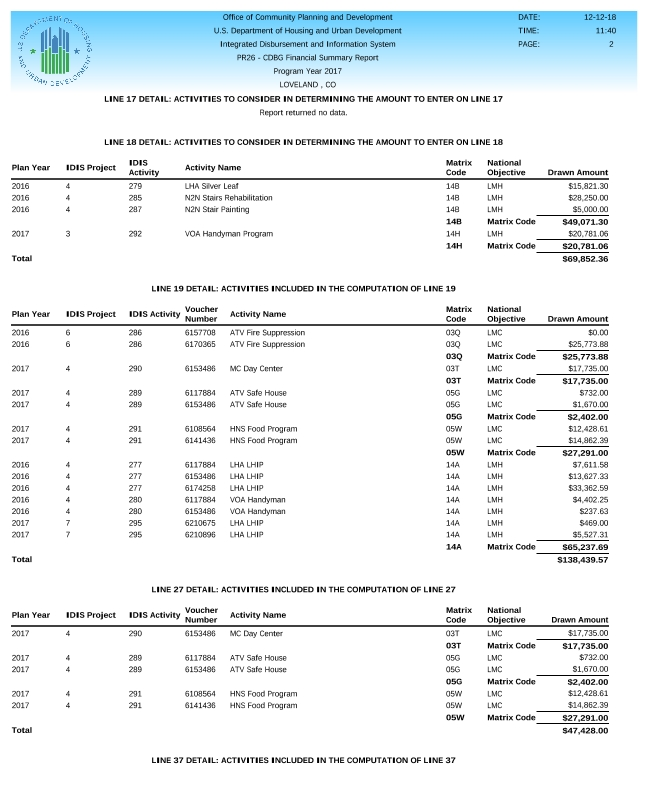 U.S. DEPARTMENT OF HOUSING AND URBAN DEVELOPMENT
Office of Community Planning and Development DATE: 12-12-18
U.S. Department of Housing and Urban Development TIME: 11:40
Integrated Disbursement and Information System PAGE: 2
PR26 - CDBG Financial Summary Report
Program Year 2017
LOVELAND , CO
LINE 17 DETAIL: ACTIVITIES TO CONSIDER IN DETERMINING THE AMOUNT TO ENTER ON LINE 17
Report returned no data.
LINE 18 DETAIL: ACTIVITIES TO CONSIDER IN DETERMINING THE AMOUNT TO ENTER ON LINE 18
Plan Year IDIS Project IDIS Activity Activity Name Matrix Code National Objective Drawn Amount
2016 4 279 LHA Silver Leaf 14B LMH $15,821.30
2016 4 285 N2N Stairs Rehabilitation 14B LMH $28,250.00
2016 4 287 N2N Stair Painting 14B LMH $5,000.00
14B Matrix Code $49,071.30
2017 3 292 VOA Handyman Program 14H LMH $20,781.06
14H Matrix Code $20,781.06
Total $69,852.36
LINE 19 DETAIL: ACTIVITIES INCLUDED IN THE COMPUTATION OF LINE 19
Plan Year IDIS Project IDIS Activity Voucher Number Activity Name Matrix Code National Objective Drawn Amount
2016 6 286 6157708 ATV Fire Suppression 03Q LMC $0.00
2016 6 286 6170365 ATV Fire Suppression 03Q LMC $25,773.88
03Q Matrix Code $25,773.88
2017 4 290 6153486 MC Day Center 03T LMC $17,735.00
03T Matrix Code $17,735.00
2017 4 289 6117884 ATV Safe House 05G LMC $732.00
2017 4 289 6153486 ATV Safe House 05G LMC $1,670.00
05G Matrix Code $2,402.00
2017 4 291 6108564 HNS Food Program 05W LMC $12,428.61
2017 4 291 6141436 HNS Food Program 05W LMC $14,862.39
05W Matrix Code $27,291.00
2016 4 277 6117884 LHA LHIP 14A LMH $7,611.58
2016 4 277 6153486 LHA LHIP 14A LMH $13,627.33
2016 4 277 6174258 LHA LHIP 14A LMH $33,362.59
2016 4 280 6117884 VOA Handyman 14A LMH $4,402.25
2016 4 280 6153486 VOA Handyman 14A LMH $237.63
2017 7 295 6210675 LHA LHIP 14A LMH $469.00
2017 7 295 6210896 LHA LHIP 14A LMH $5,527.31
14A Matrix Code $65,237.69
Total $138,439.57
LINE 27 DETAIL: ACTIVITIES INCLUDED IN THE COMPUTATION OF LINE 27
Plan Year IDIS Project IDIS Activity Voucher Number Activity Name Matrix Code National Objective Drawn Amount
2017 4 290 6153486 MC Day Center 03T LMC $17,735.00
03T Matrix Code $17,735.00
2017 4 289 6117884 ATV Safe House 05G LMC $732.00
2017 4 289 6153486 ATV Safe House 05G LMC $1,670.00
05G Matrix Code $2,402.00
2017 4 291 6108564 HNS Food Program 05W LMC $12,428.61
2017 4 291 6141436 HNS Food Program 05W LMC $14,862.39
05W Matrix Code $27,291.00
Total $47,428.00
LINE 37 DETAIL: ACTIVITIES INCLUDED IN THE COMPUTATION OF LINE 37